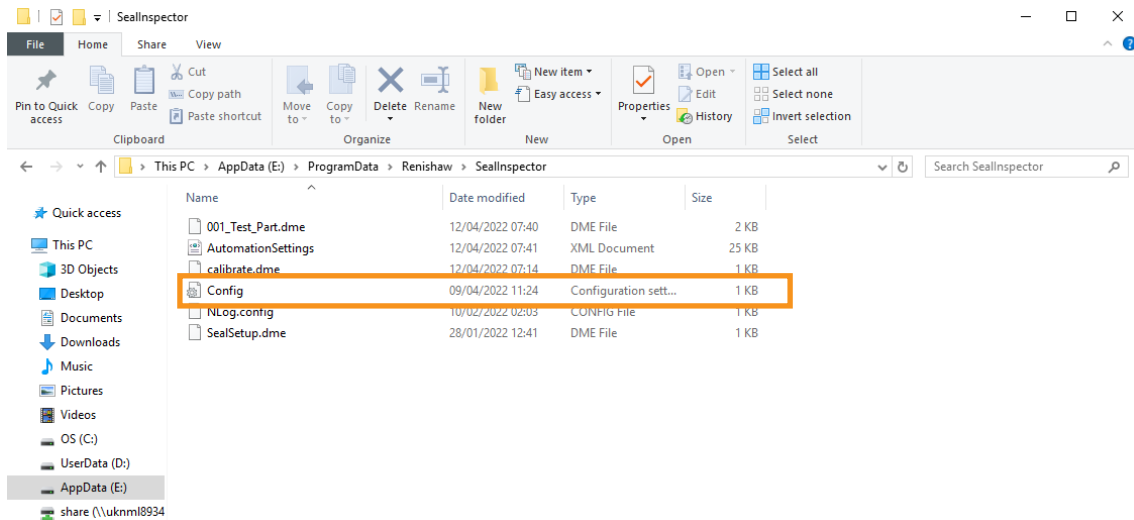 SealInspector
File Home Share View
Pin to Quick access
Copy
Paste
Cut
Copy path
Paste shortcut
Clipboard
Move to
Copy to
Delete
Rename
Organize
New folder
New item
Easy access
New
Properties
Open
Edit
History
Open
Select all
Select none
Invert selection
Select
This PC > AppData (E:) > ProgramData > Renishaw > SealInspector
Search SealInspector
Name Date modified Type Size
001_Test_Part.dme 12/04/2022 07:40 DME File 2 KB
AutomationSettings 12/04/2022 07:41 XML Document 25 KB
calibrate.dme 12/04/2022 07:14 DME File 1 KB
Config 09/04/2022 11:24 Configuration sett... 1 KB
NLog.config 10/02/2022 02:03 CONFIG File 1 KB
SealSetup.dme 28/01/2022 12:41 DME File 1 KB
Quick access
This PC
3D Objects
Desktop
Documents
Downloads
Music
Pictures
Videos
OS (C:)
UserData (D:)
AppData (E:)
share (\\uknml8934